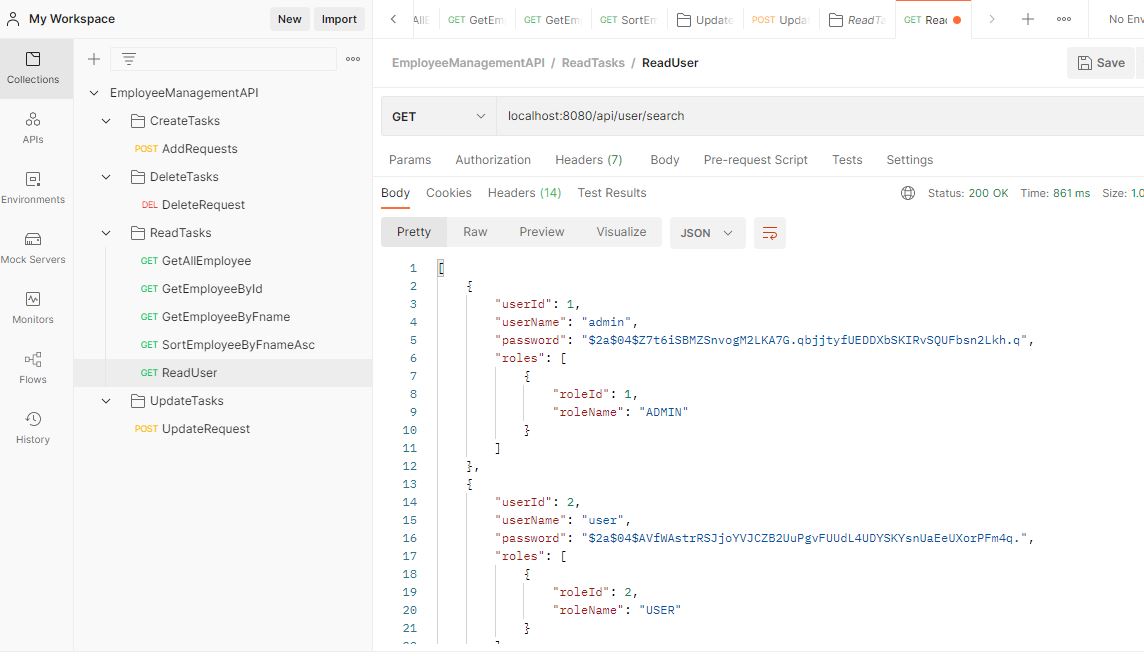 My Workspace
New
Import
GET GetEm
GET GetEm
GET SortEm
Update
POST Upda
ReadTa
GET Rea
No Env
Collections
APIs
Environments
Mock Servers
Monitors
Flows
History
EmployeeManagementAPI
CreateTasks
POST AddRequests
DeleteTasks
DEL DeleteRequest
ReadTasks
GET GetAllEmployee
GET GetEmployeeById
GET GetEmployeeByFname
GET SortEmployeeByFnameAsc
GET ReadUser
UpdateTasks
POST UpdateRequest
EmployeeManagementAPI / ReadTasks / ReadUser
Save
GET
localhost:8080/api/user/search
Params Authorization Headers (7) Body Pre-request Script Tests Settings
Body Cookies Headers (14) Test Results
Status: 200 OK Time: 861 ms Size: 1.0
Pretty Raw Preview Visualize JSON
1 [
2 {
3 "userId": 1,
4 "userName": "admin",
5 "password": "$2a$04$Z7t6iSBMZSnvogM2LKA7G.qbjjtyfUEDDXbSKIRvSQUFbsn2Lkh.q",
6 "roles": [
7 {
8 "roleId": 1,
9 "roleName": "ADMIN"
10 }
11 ]
12 },
13 {
14 "userId": 2,
15 "userName": "user",
16 "password": "$2a$04$AVfWAstrRSJjoYVJCZB2UuPgvFUUdL4UDYSKYsnUaEeUXorPFm4q.",
17 "roles": [
18 {
19 "roleId": 2,
20 "roleName": "USER"
21 }